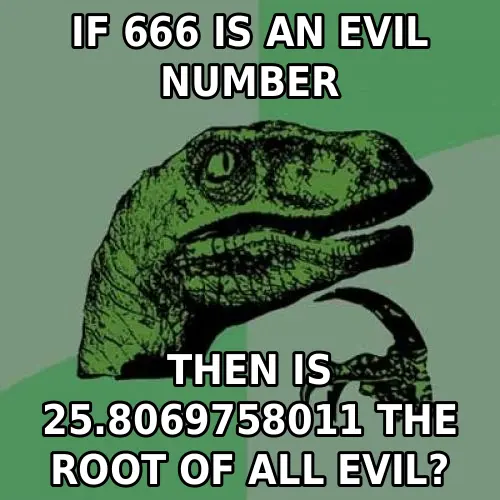 IF 666 IS AN EVIL
NUMBER
THEN IS
25.8069758011 THE
ROOT OF ALL EVIL?